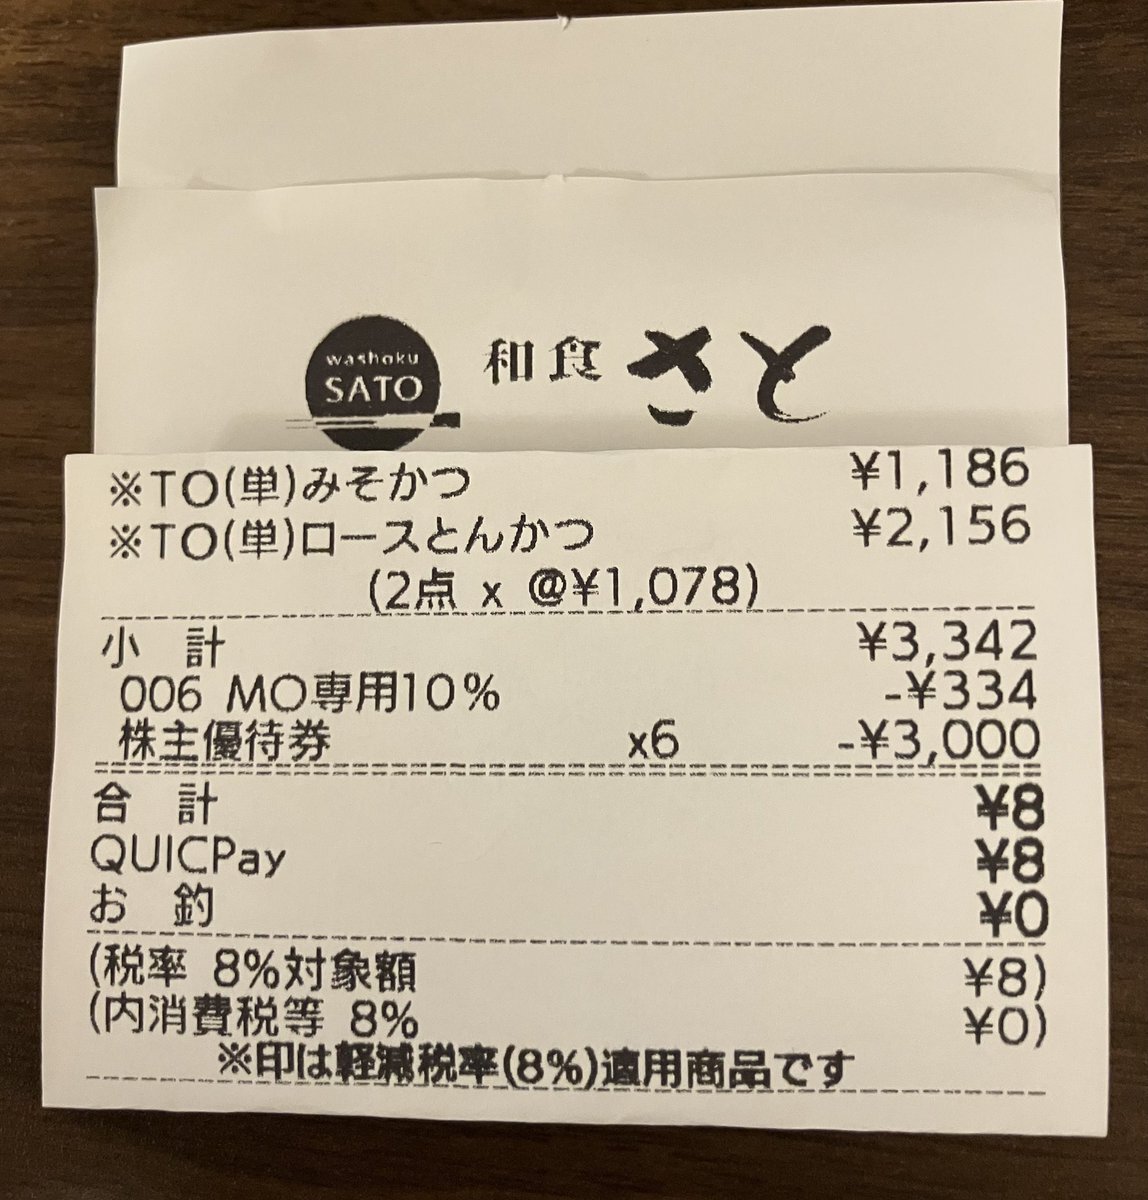 washoku
SATO
和食 さと
※TO(単)みそかつ ¥1,186
※TO(単)ロースとんかつ ¥2,156
(2点 x @¥1,078)
小 計 ¥3,342
006 MO専用10% -¥334
株主優待券 x6 -¥3,000
合 計 ¥8
QUICPay ¥8
お 釣 ¥0
(税率 8%対象額 ¥8)
(内消費税等 8% ¥0)
※印は軽減税率(8%)適用商品です